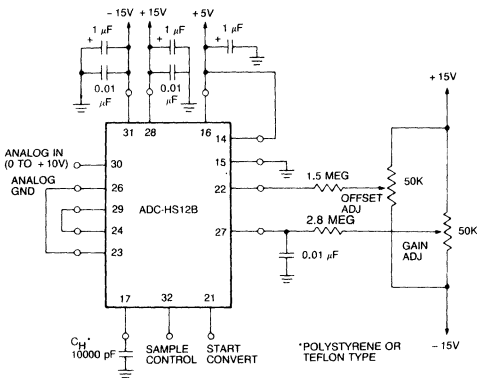 – 15V +15V +5V
+ 1 µF + 1 µF + 1 µF
0.01 µF 0.01 µF
31 28 16
+ 15V
14
ANALOG IN (0 TO + 10V) 30
15
ANALOG GND 26
22 1.5 MEG 50K
OFFSET ADJ
29
ADC-HS12B
24
2.8 MEG
23
27
50K
GAIN ADJ
0.01 µF
17 32 21
CH*
10000 pF
SAMPLE CONTROL
START CONVERT
*POLYSTYRENE OR TEFLON TYPE
– 15V